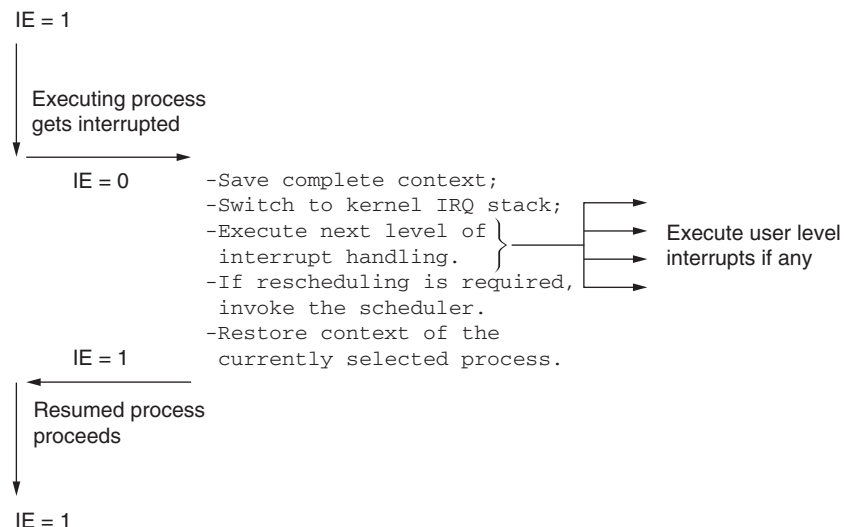 IE = 1
Executing process
gets interrupted
IE = 0
-Save complete context;
-Switch to kernel IRQ stack;
-Execute next level of
interrupt handling.
-If rescheduling is required,
invoke the scheduler.
-Restore context of the
currently selected process.
Execute user level
interrupts if any
IE = 1
Resumed process
proceeds
IE = 1